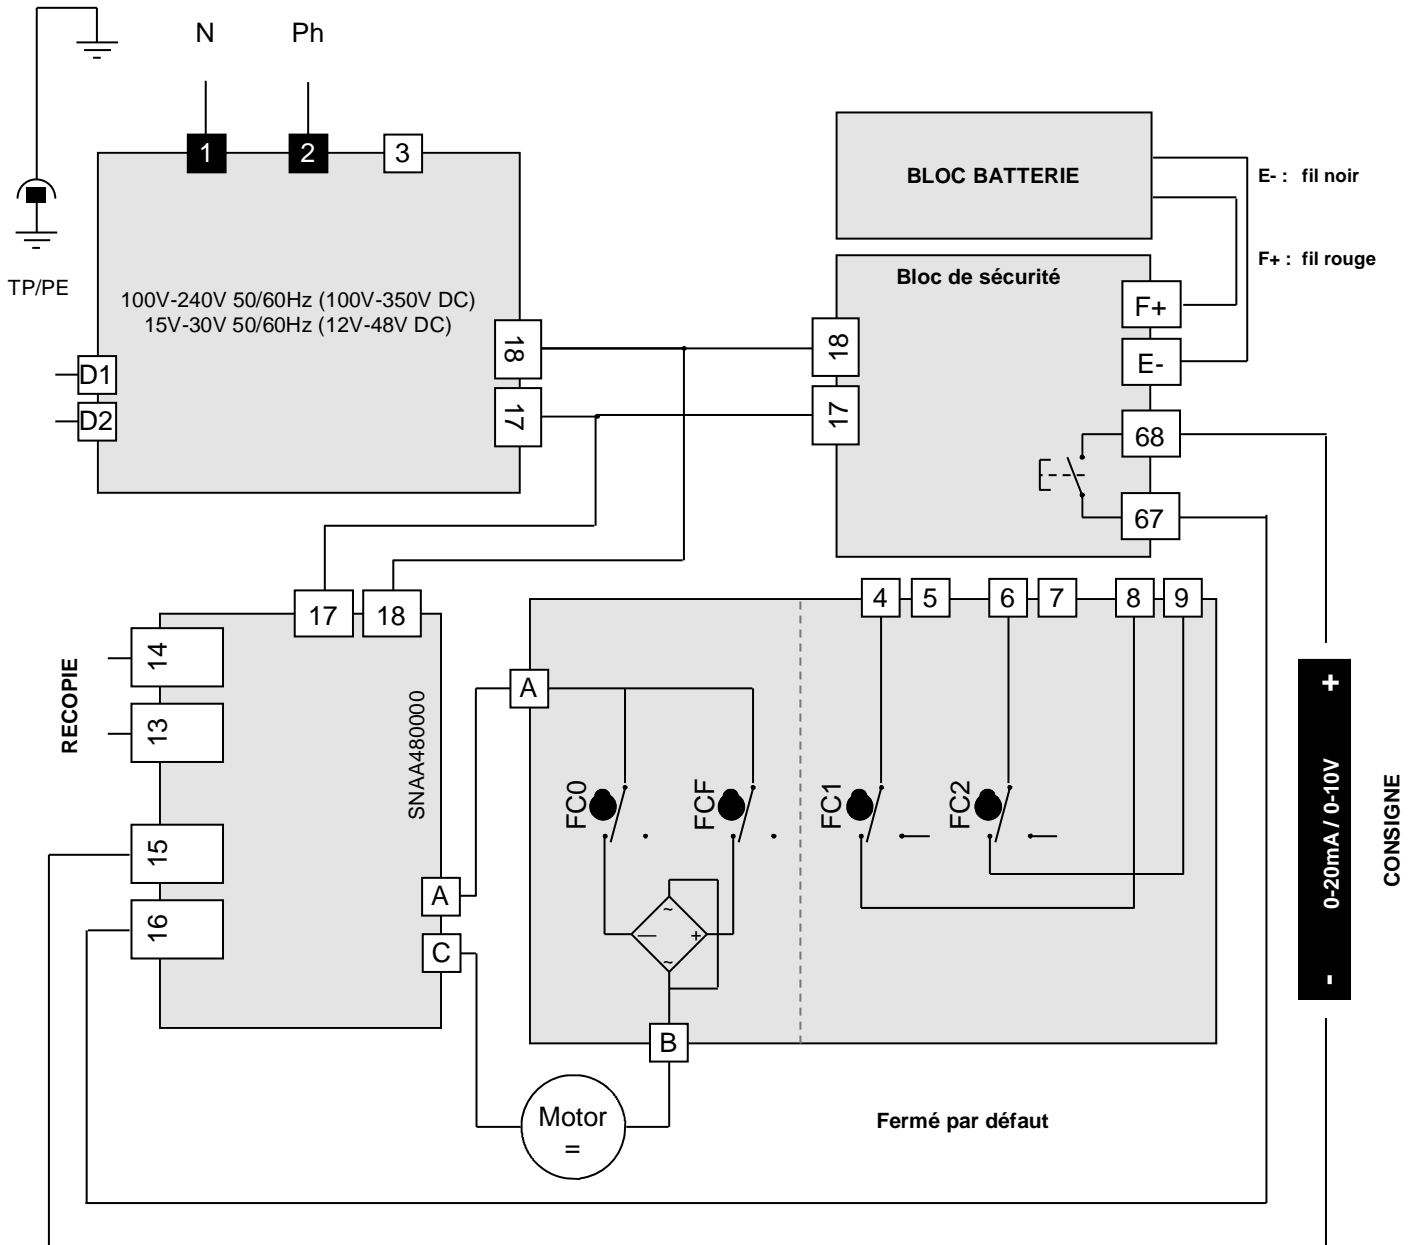 N
Ph
1
2
3
BLOC BATTERIE
E- : fil noir
F+ : fil rouge
TP/PE
100V-240V 50/60Hz (100V-350V DC)
15V-30V 50/60Hz (12V-48V DC)
Bloc de sécurité
F+
E-
18
17
18
17
D1
D2
68
67
17
18
4
5
6
7
8
9
RECOPIE
14
13
15
16
SNAA480000
A
C
A
FC0
FCF
FC1
FC2
~
—
+
~
B
+
0-20mA / 0-10V
-
CONSIGNE
Motor
=
Fermé par défaut